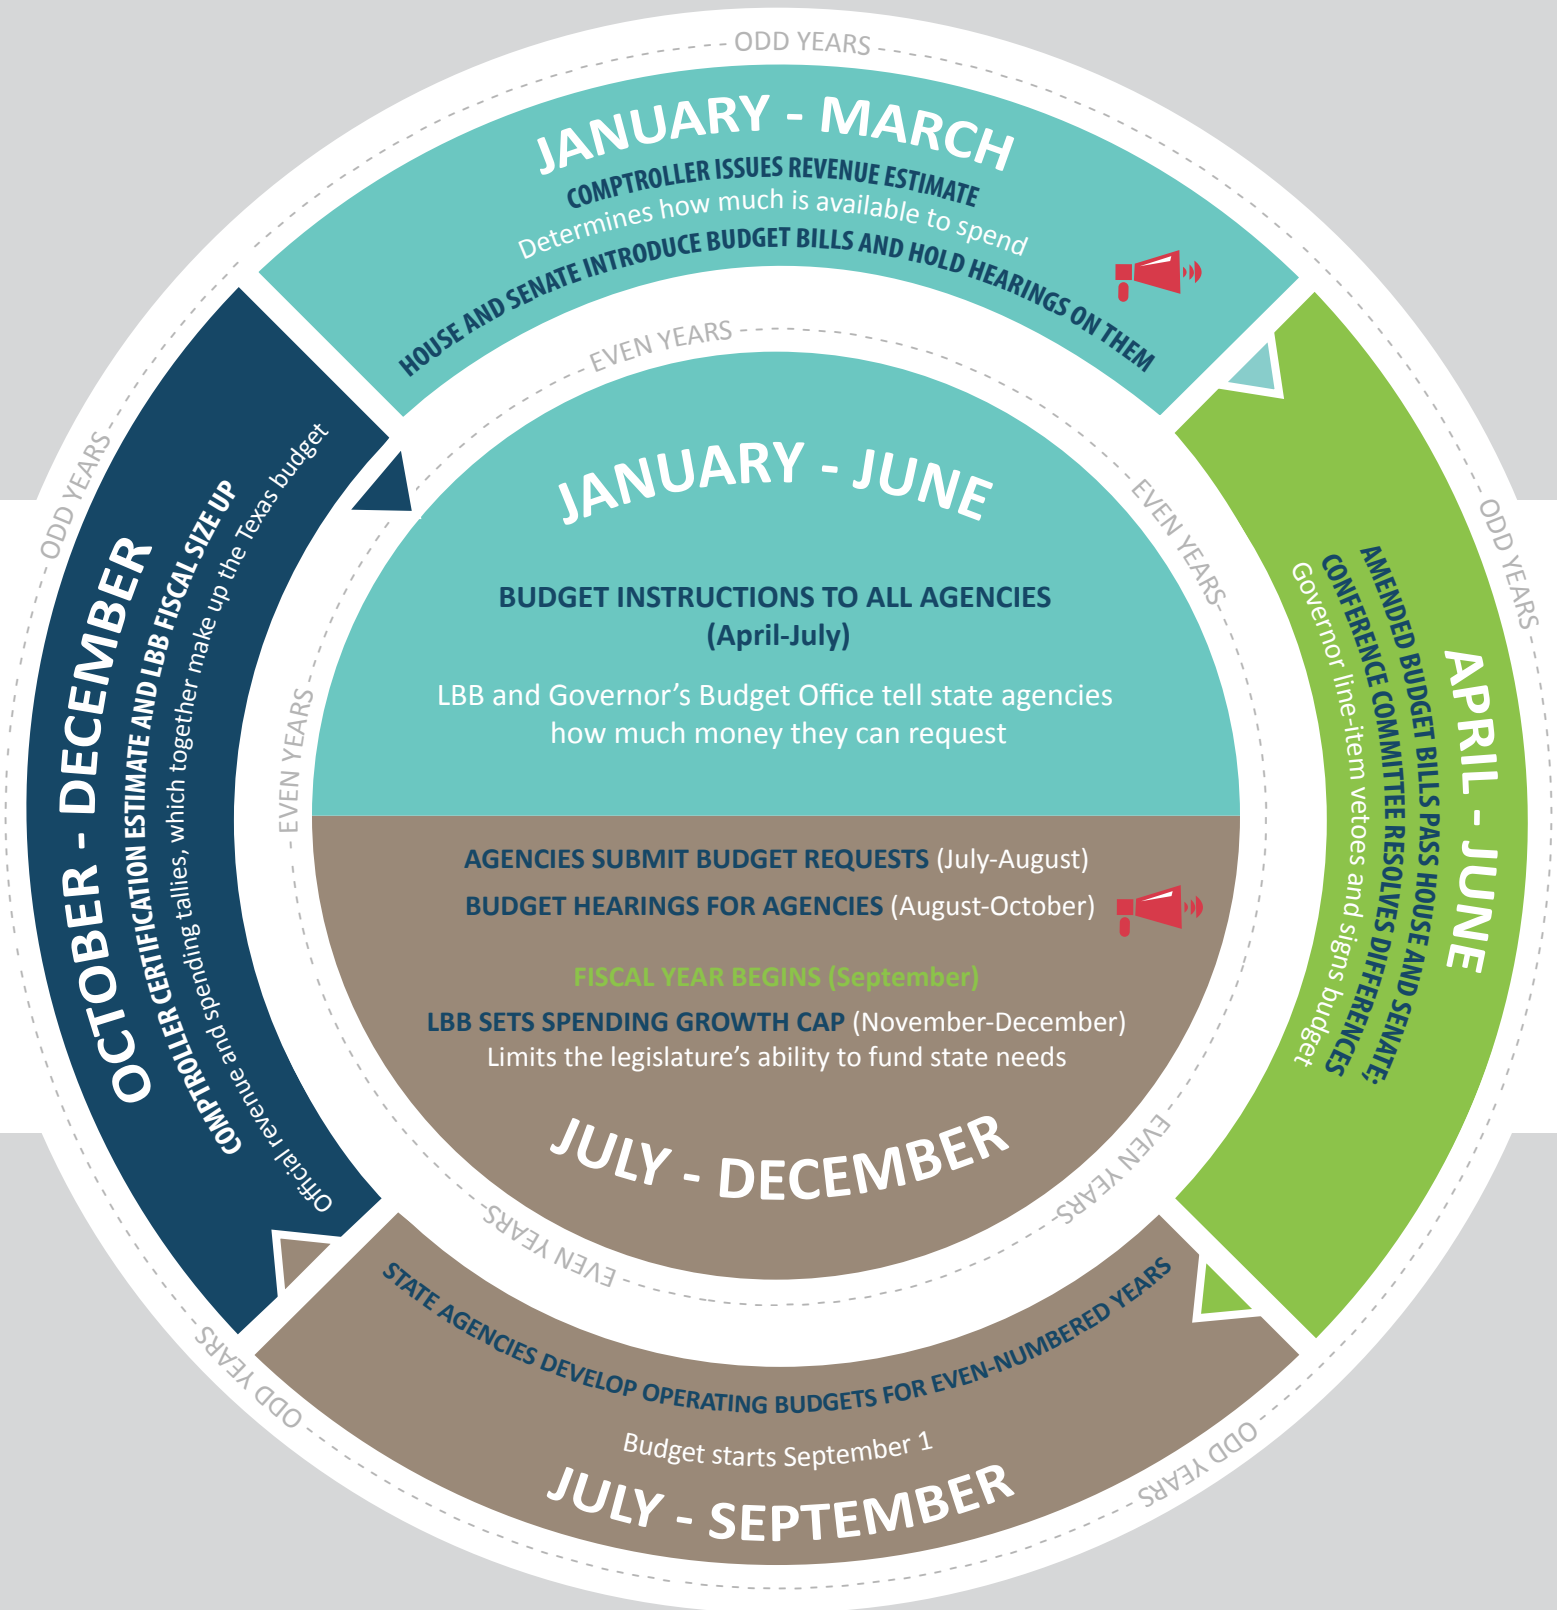 ODD YEARS
JANUARY - MARCH
COMPTROLLER ISSUES REVENUE ESTIMATE
Determines how much is available to spend
HOUSE AND SENATE INTRODUCE BUDGET BILLS AND HOLD HEARINGS ON THEM
ODD YEARS
APRIL - JUNE
AMENDED BUDGET BILLS PASS HOUSE AND SENATE;
CONFERENCE COMMITTEE RESOLVES DIFFERENCES
Governor line-item vetoes and signs budget
ODD YEARS
STATE AGENCIES DEVELOP OPERATING BUDGETS FOR EVEN-NUMBERED YEARS
Budget starts September 1
JULY - SEPTEMBER
ODD YEARS
OCTOBER - DECEMBER
COMPTROLLER CERTIFICATION ESTIMATE AND LBB FISCAL SIZE UP
Official revenue and spending tallies, which together make up the Texas budget
ODD YEARS
EVEN YEARS
JANUARY - JUNE
BUDGET INSTRUCTIONS TO ALL AGENCIES
(April-July)
LBB and Governor's Budget Office tell state agencies
how much money they can request
EVEN YEARS
EVEN YEARS
AGENCIES SUBMIT BUDGET REQUESTS (July-August)
BUDGET HEARINGS FOR AGENCIES (August-October)
FISCAL YEAR BEGINS (September)
LBB SETS SPENDING GROWTH CAP (November-December)
Limits the legislature's ability to fund state needs
JULY - DECEMBER
EVEN YEARS
EVEN YEARS